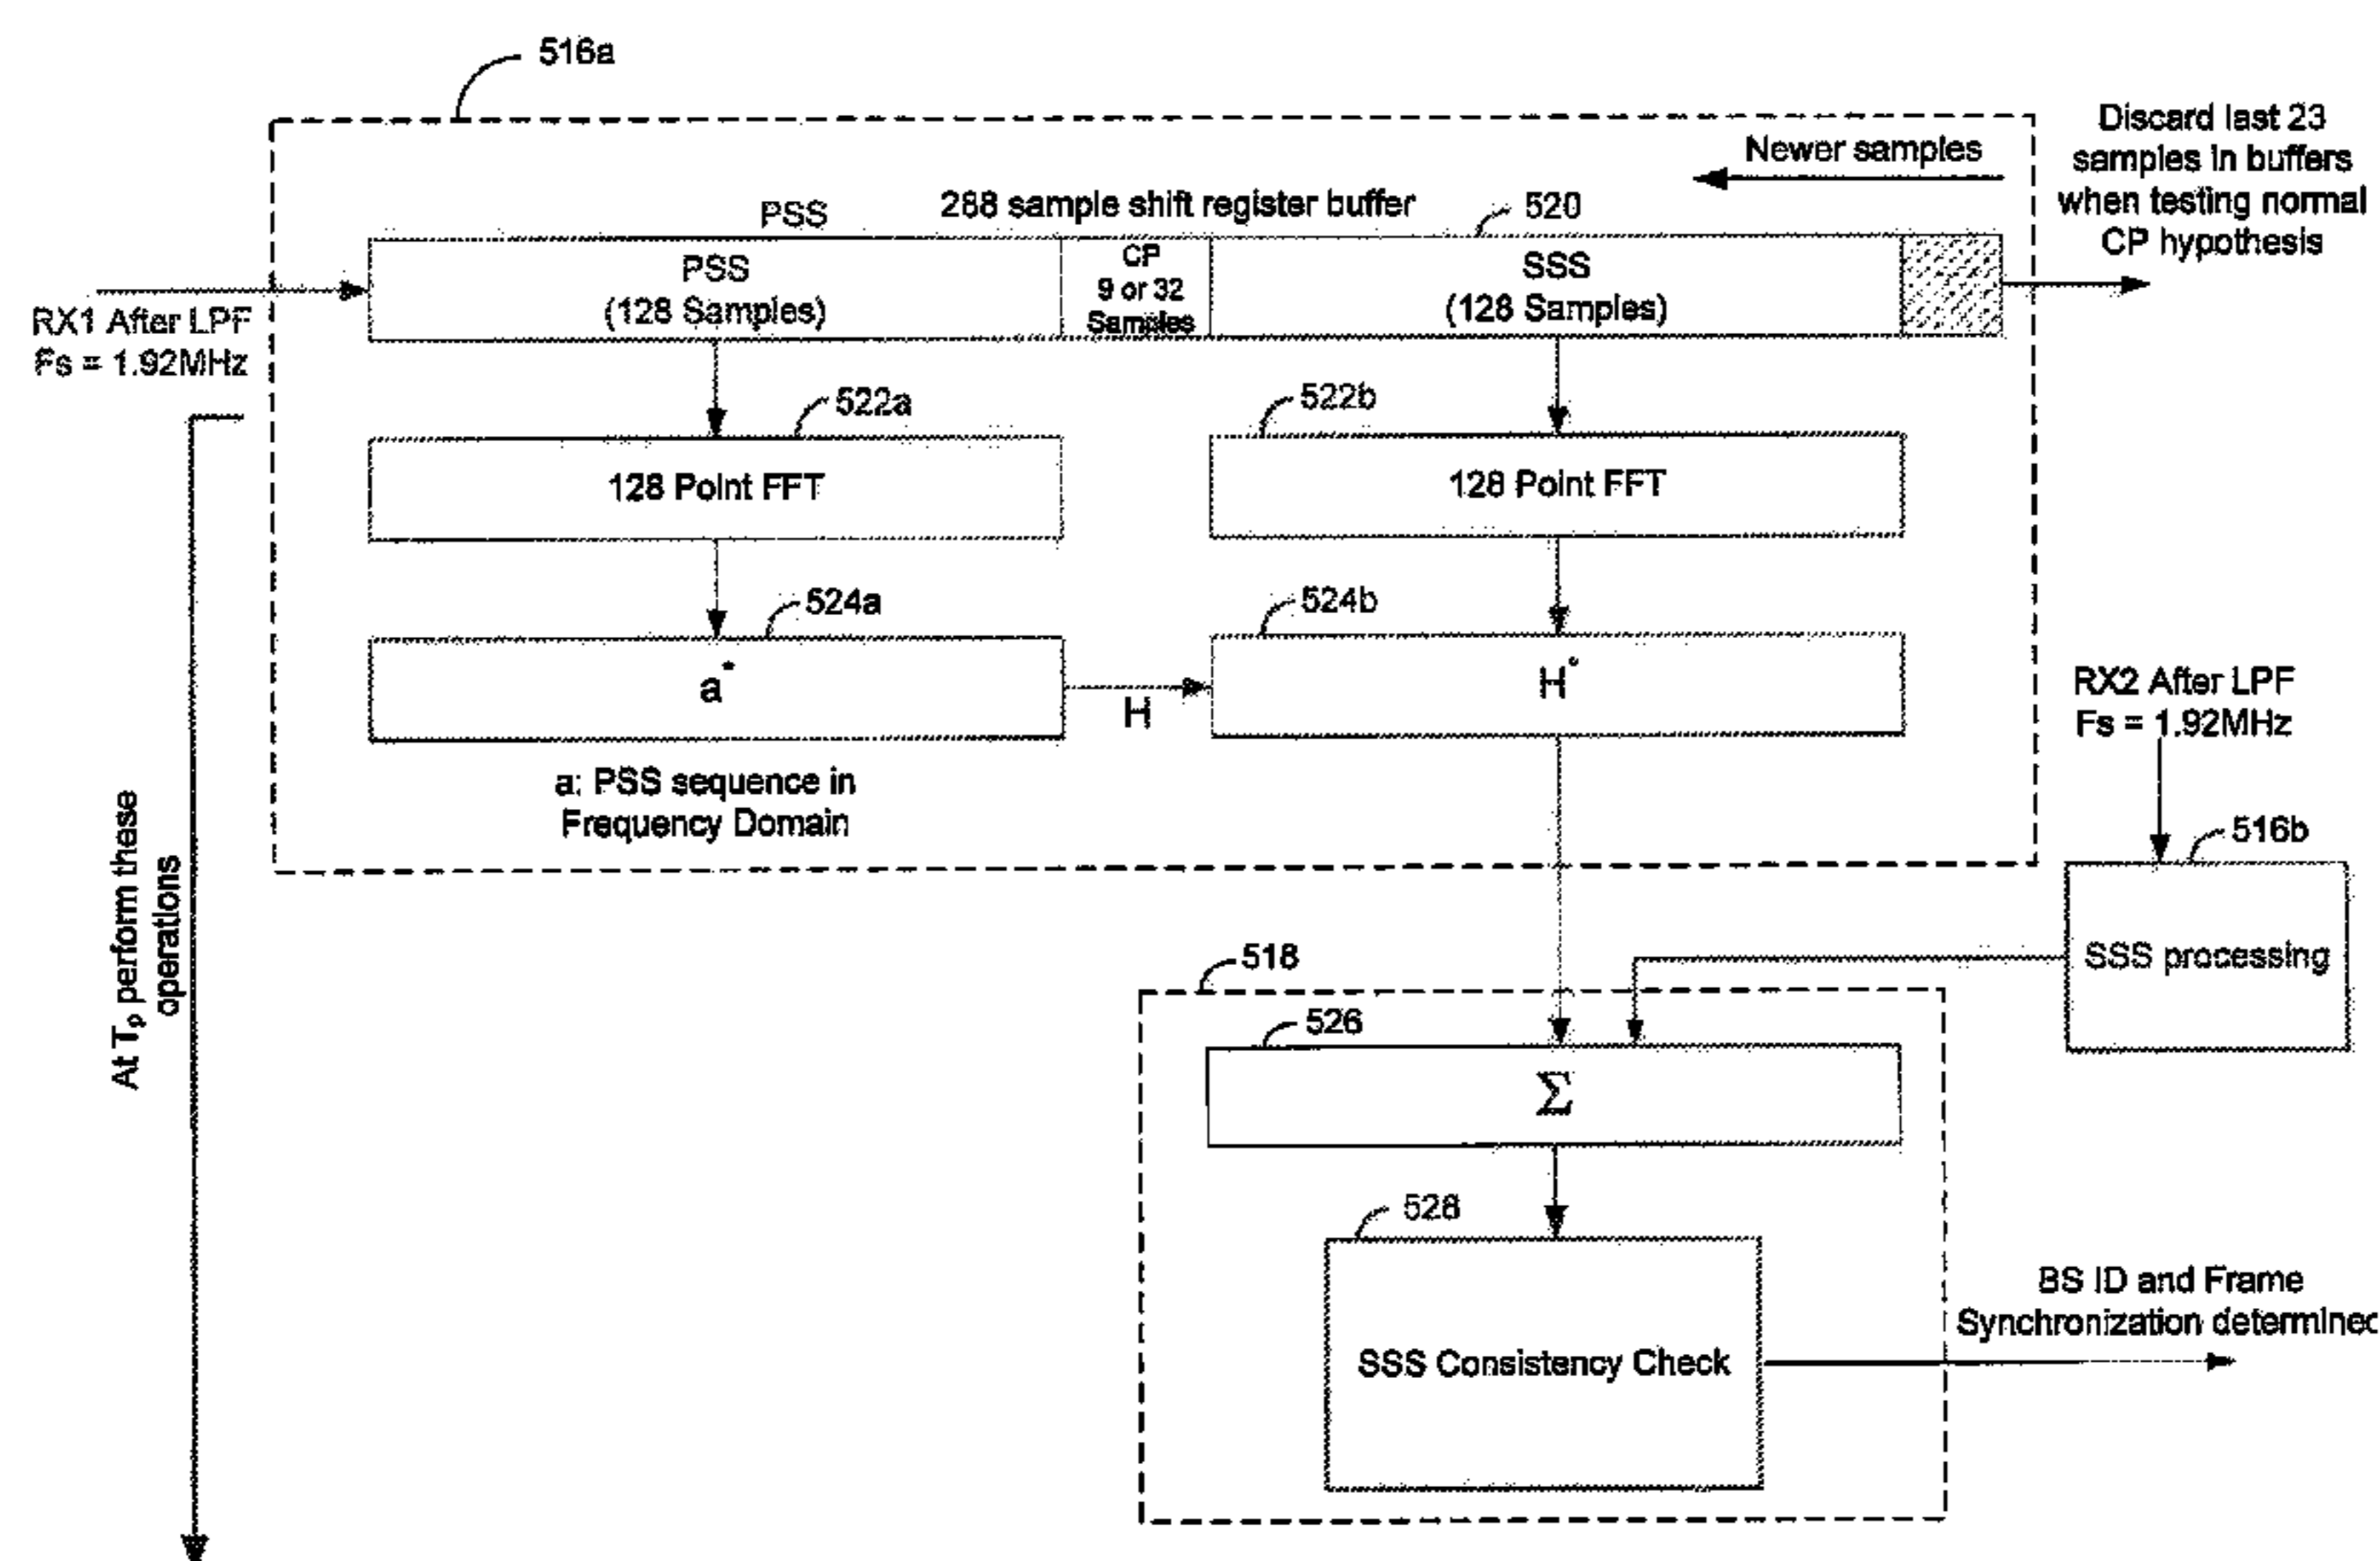 516a
Discard last 23
samples in buffers
when testing normal
CP hypothesis
Newer samples
PSS
288 sample shift register buffer
520
PSS
(128 Samples)
CP
9 or 32
Samples
SSS
(128 Samples)
RX1 After LPF
Fs = 1.92MHz
522a
522b
128 Point FFT
128 Point FFT
524a
524b
a*
H
H*
RX2 After LPF
Fs = 1.92MHz
a: PSS sequence in
Frequency Domain
At Tp perform these
operations
516b
SSS processing
518
526
Σ
528
SSS Consistency Check
BS ID and Frame
Synchronization determined